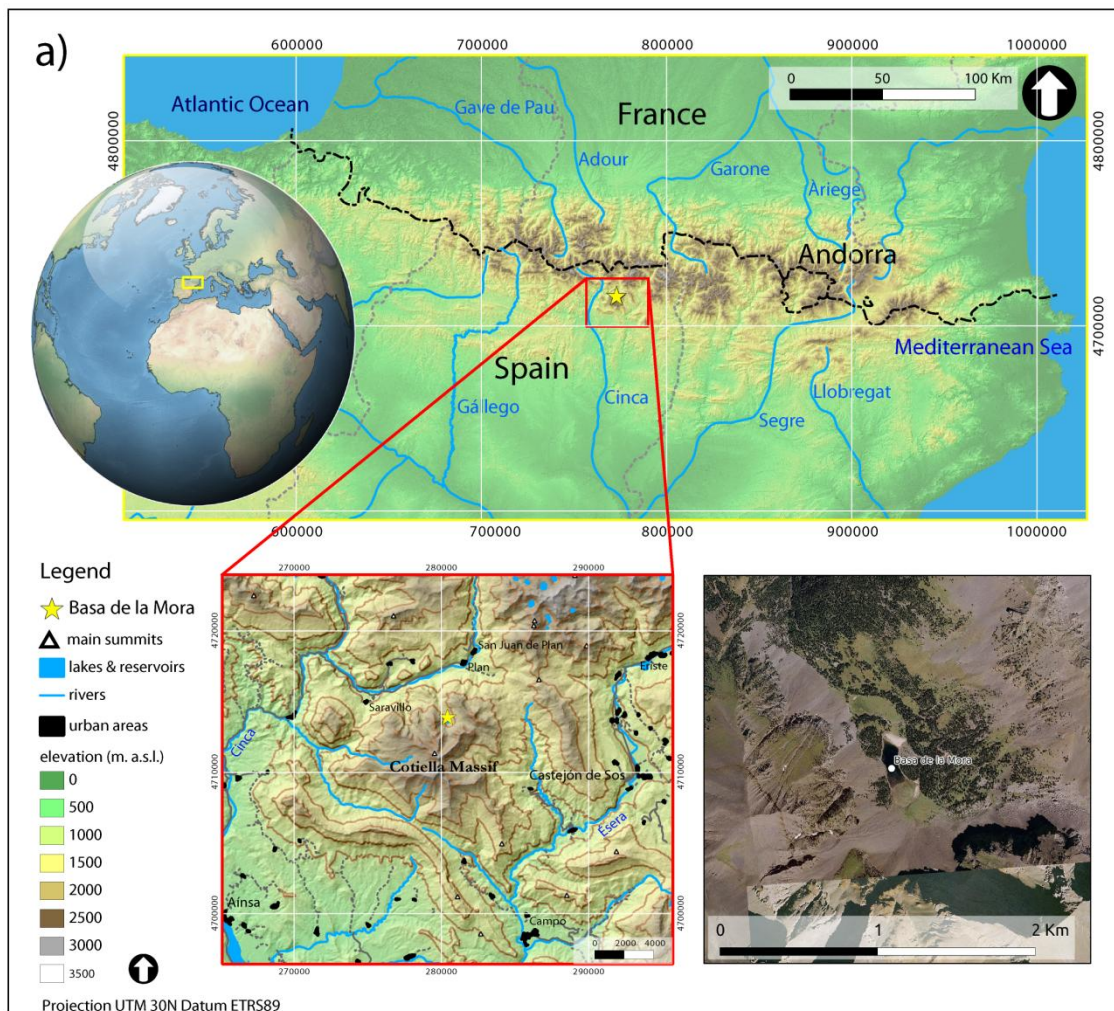 a)
600000 700000 800000 900000 1000000
0 50 100 Km
Atlantic Ocean
Gave de Pau
France
4800000
4800000
Adour
Garone
Àriege
Andorra
4700000
Mediterranean Sea
Spain
Gállego
Cinca
Segre
Llobregat
600000 700000 800000 900000 1000000
Legend
Basa de la Mora
main summits
lakes & reservoirs
rivers
urban areas
elevation (m. a.s.l.)
0
500
1000
1500
2000
2500
3000
3500
Projection UTM 30N Datum ETRS89
270000 280000 290000
4720000
4720000
San Juan de Plan
Plan
Eriste
Saravillo
Cinca
Cotiella Massif
4710000
4710000
Castejón de Sos
Ésera
Aínsa
4700000
4700000
Campo
0 2000 4000
270000 280000 290000
Basa de la Mora
0 1 2 Km